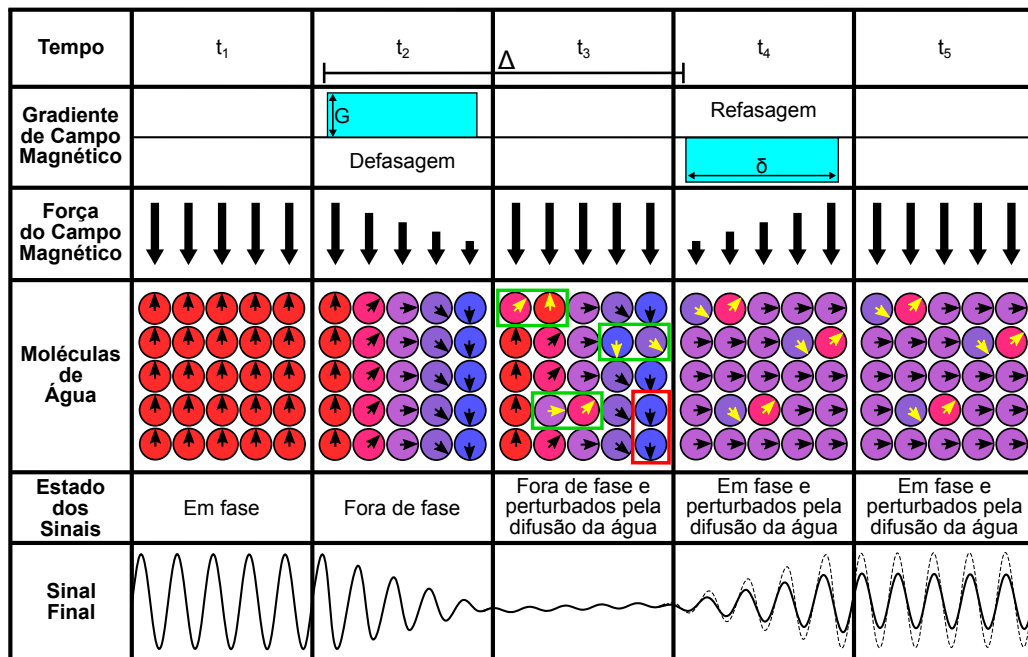 Tempo
t1
t2
t3
t4
t5
Δ
Gradiente
de Campo
Magnético
G
Defasagem
Refasagem
δ
Força
do Campo
Magnético
Moléculas
de
Água
Estado
dos
Sinais
Em fase
Fora de fase
Fora de fase e
perturbados pela
difusão da água
Em fase e
perturbados pela
difusão da água
Em fase e
perturbados pela
difusão da água
Sinal
Final